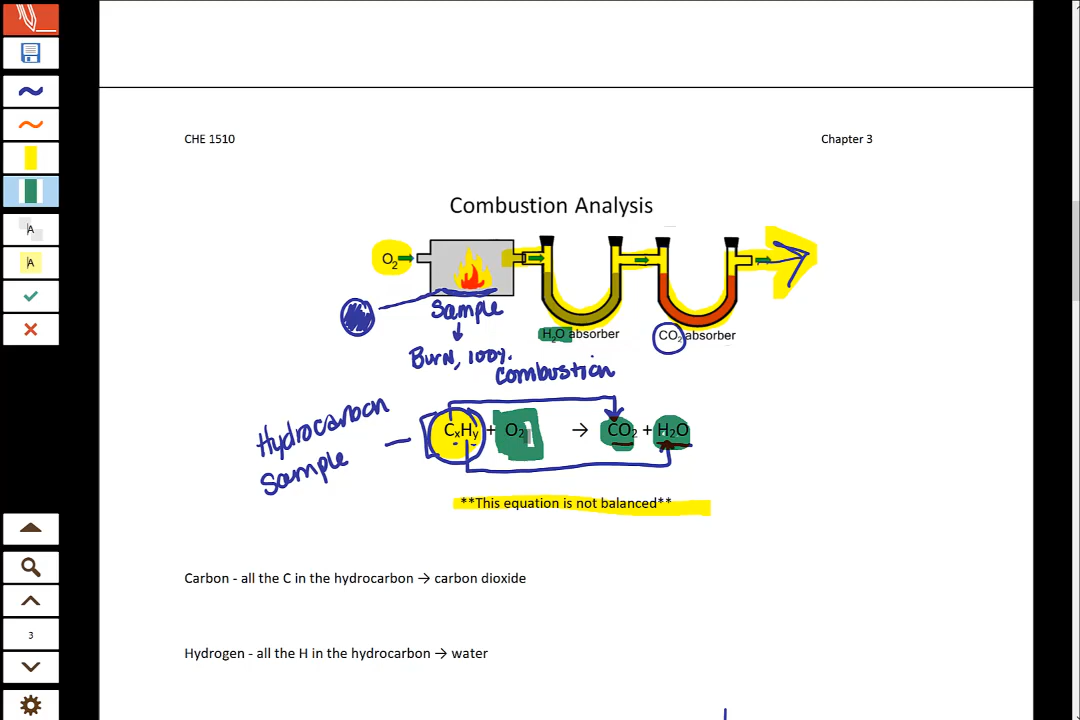 CHE 1510
Chapter 3
Combustion Analysis
O₂
Sample
H₂O absorber
CO₂ absorber
Burn, 100%
combustion
Hydrocarbon
Sample
CₓHᵧ + O₂ → CO₂ + H₂O
**This equation is not balanced**
Carbon - all the C in the hydrocarbon → carbon dioxide
Hydrogen - all the H in the hydrocarbon → water
A
A
3